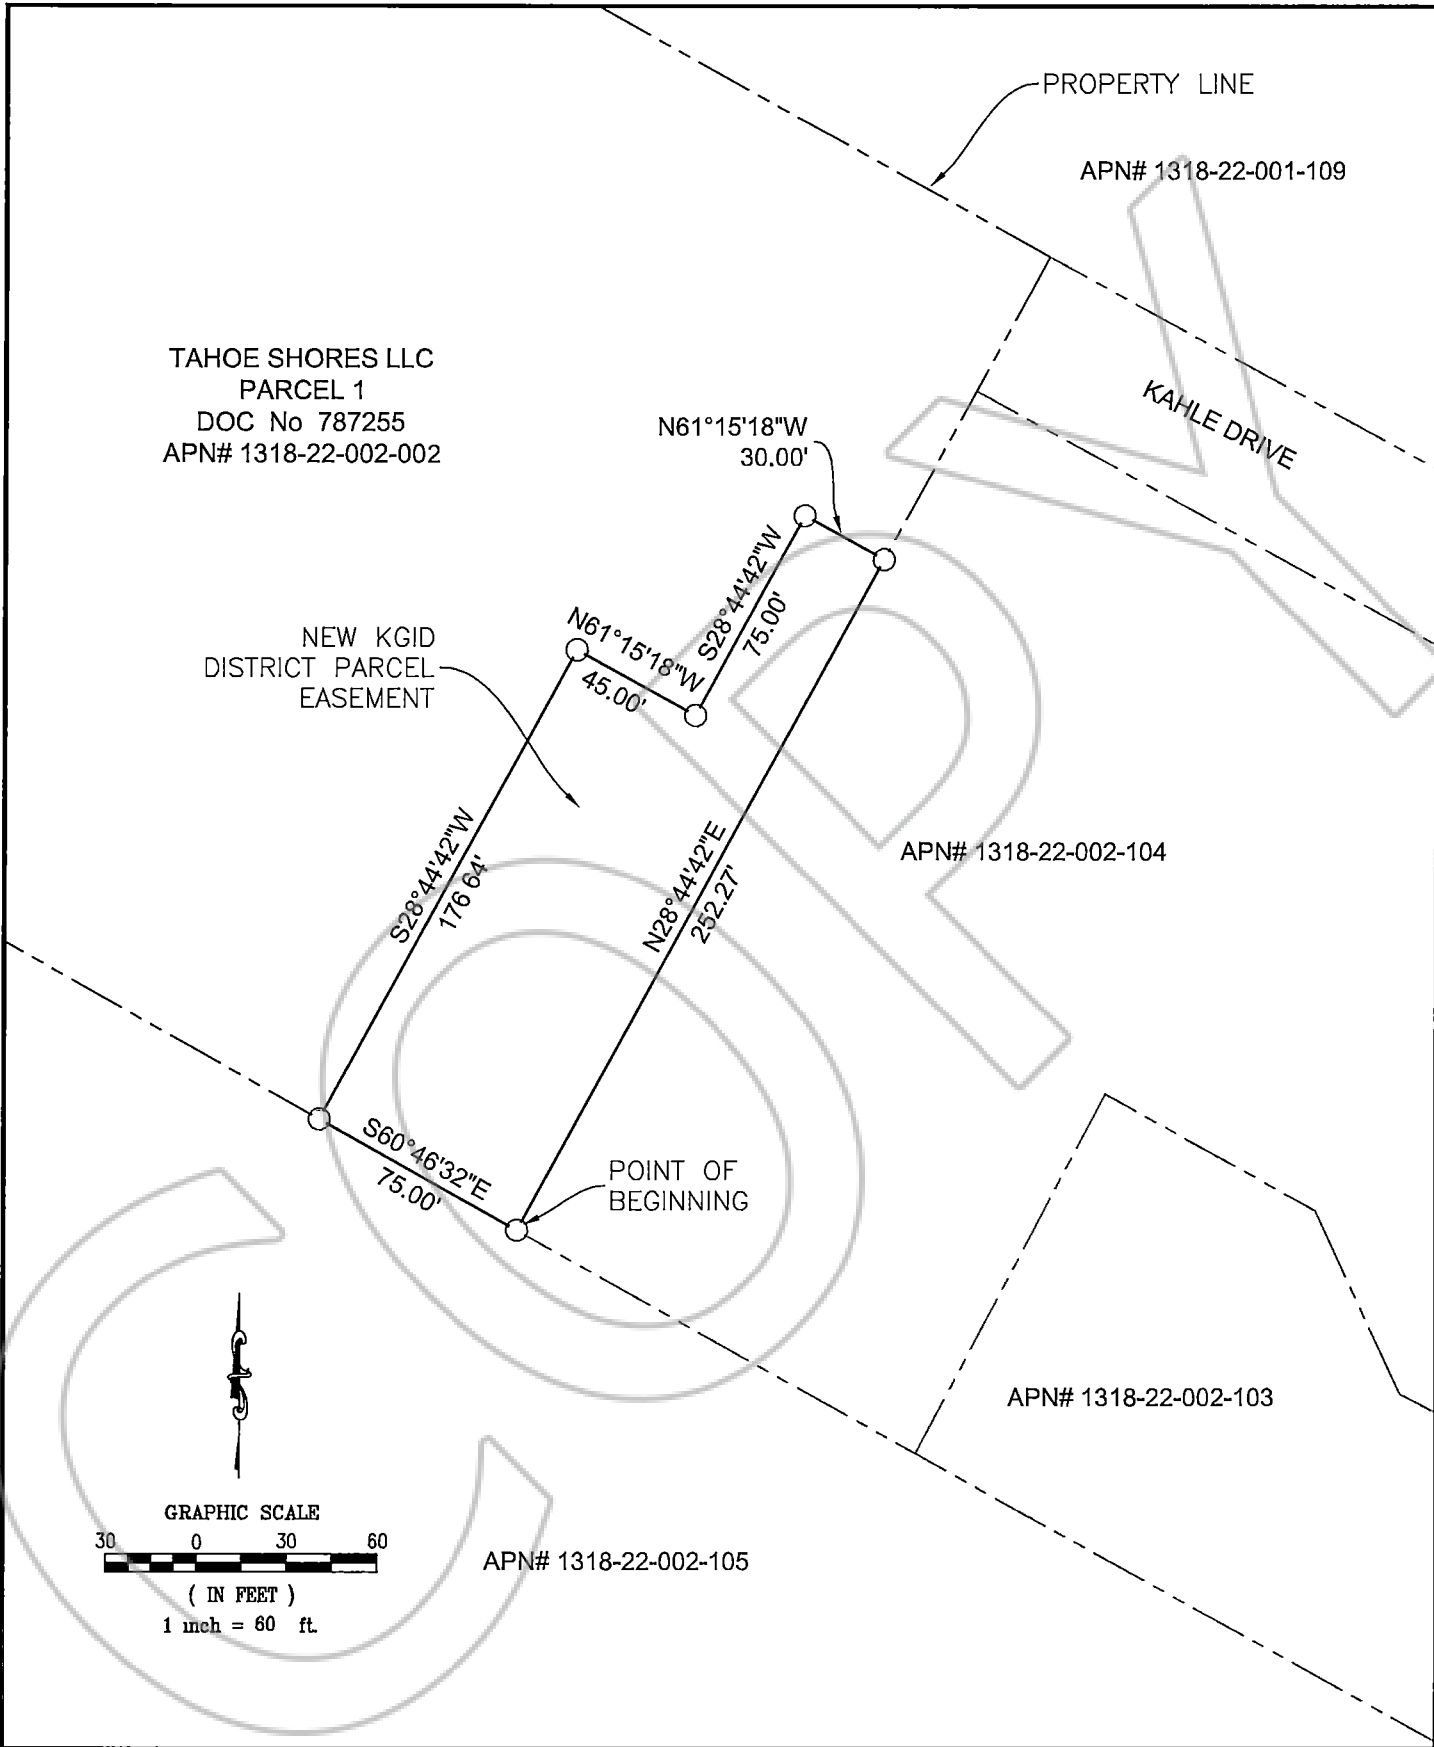 PROPERTY LINE
APN# 1318-22-001-109
TAHOE SHORES LLC
PARCEL 1
DOC No 787255
APN# 1318-22-002-002
KAHLE DRIVE
N61°15'18"W
30.00'
S28°44'42"W
75.00'
N61°15'18"W
45.00'
NEW KGID
DISTRICT PARCEL
EASEMENT
S28°44'42"W
176 64'
N28°44'42"E
252.27'
APN# 1318-22-002-104
S60°46'32"E
75.00'
POINT OF
BEGINNING
APN# 1318-22-002-103
GRAPHIC SCALE
30 0 30 60
( IN FEET )
1 inch = 60 ft.
APN# 1318-22-002-105
COPY